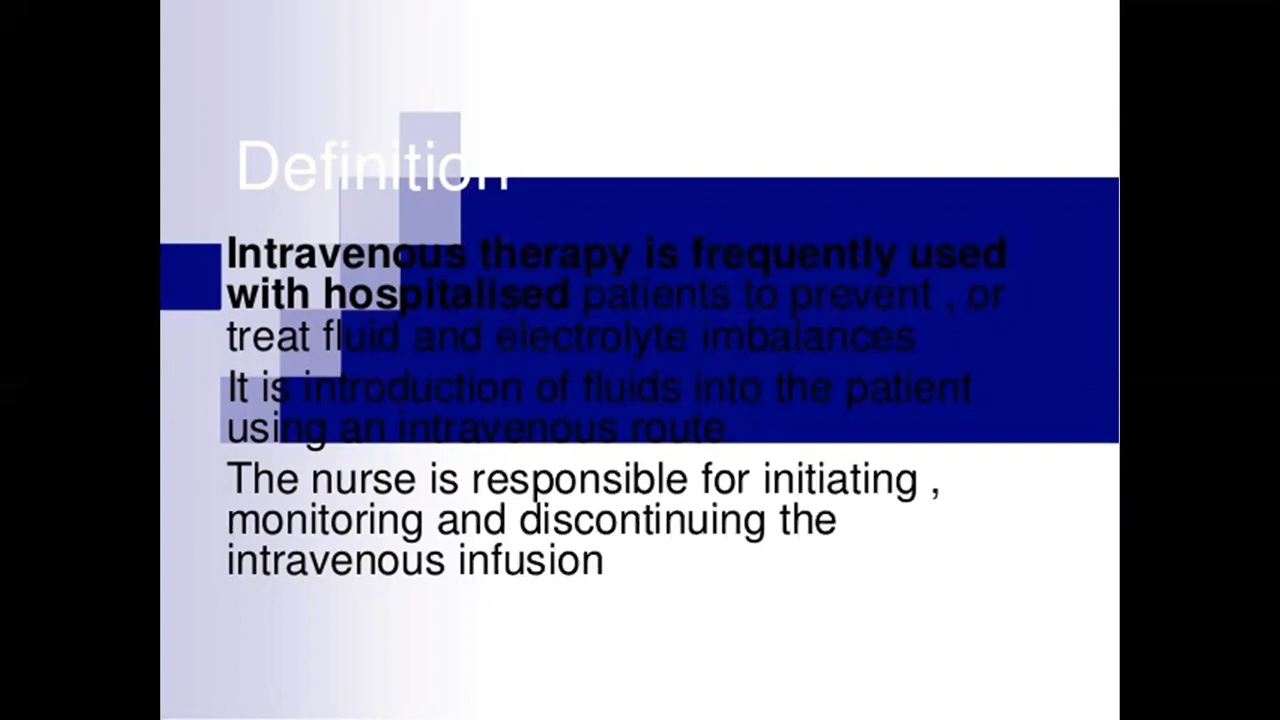 Definition
Intravenous therapy is frequently used
with hospitalised patients to prevent , or
treat fluid and electrolyte imbalances
It is introduction of fluids into the patient
using an intravenous route
The nurse is responsible for initiating ,
monitoring and discontinuing the
intravenous infusion